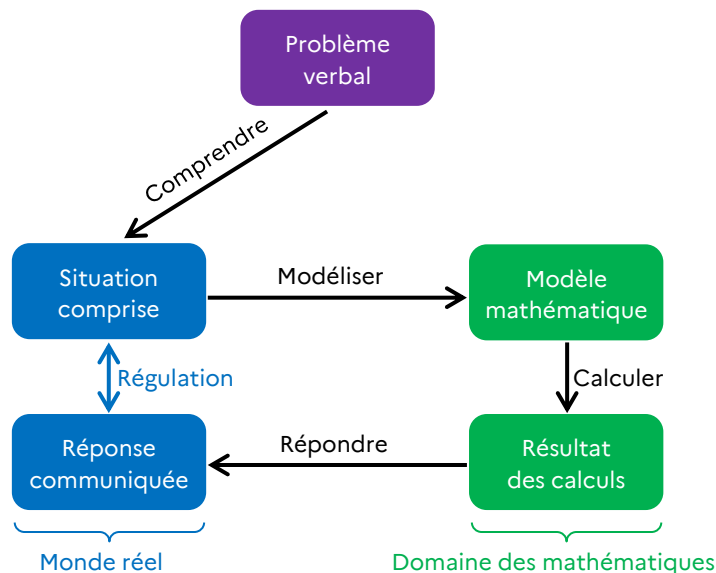 Problème
verbal
Comprendre
Situation
comprise
Modéliser
Modèle
mathématique
Régulation
Calculer
Réponse
communiquée
Répondre
Résultat
des calculs
Monde réel
Domaine des mathématiques